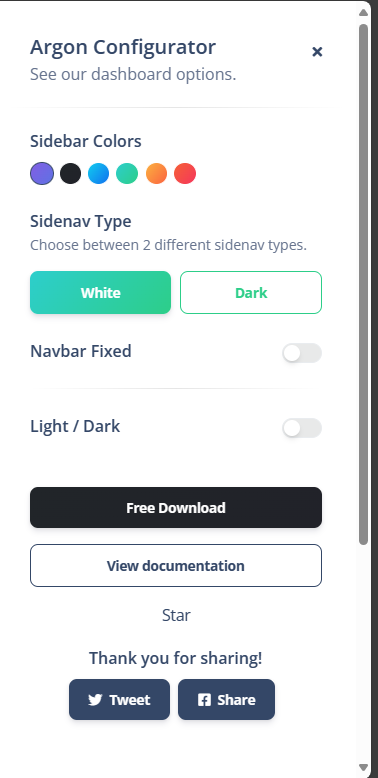 Argon Configurator
See our dashboard options.
Sidebar Colors
Sidenav Type
Choose between 2 different sidenav types.
White
Dark
Navbar Fixed
Light / Dark
Free Download
View documentation
Star
Thank you for sharing!
Tweet
Share